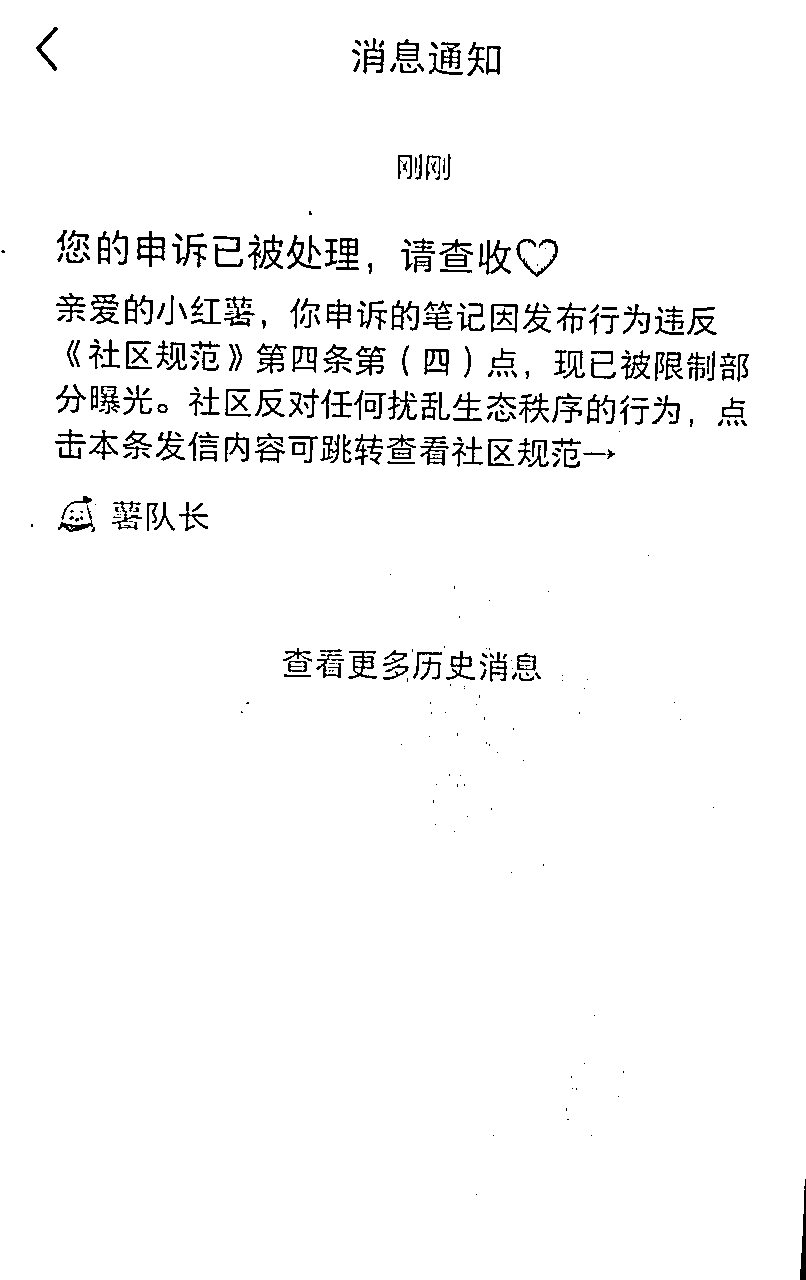 消息通知
刚刚
您的申诉已被处理，请查收♡
亲爱的小红薯，你申诉的笔记因发布行为违反
《社区规范》第四条第（四）点，现已被限制部
分曝光。社区反对任何扰乱生态秩序的行为，点
击本条发信内容可跳转查看社区规范→
薯队长
查看更多历史消息